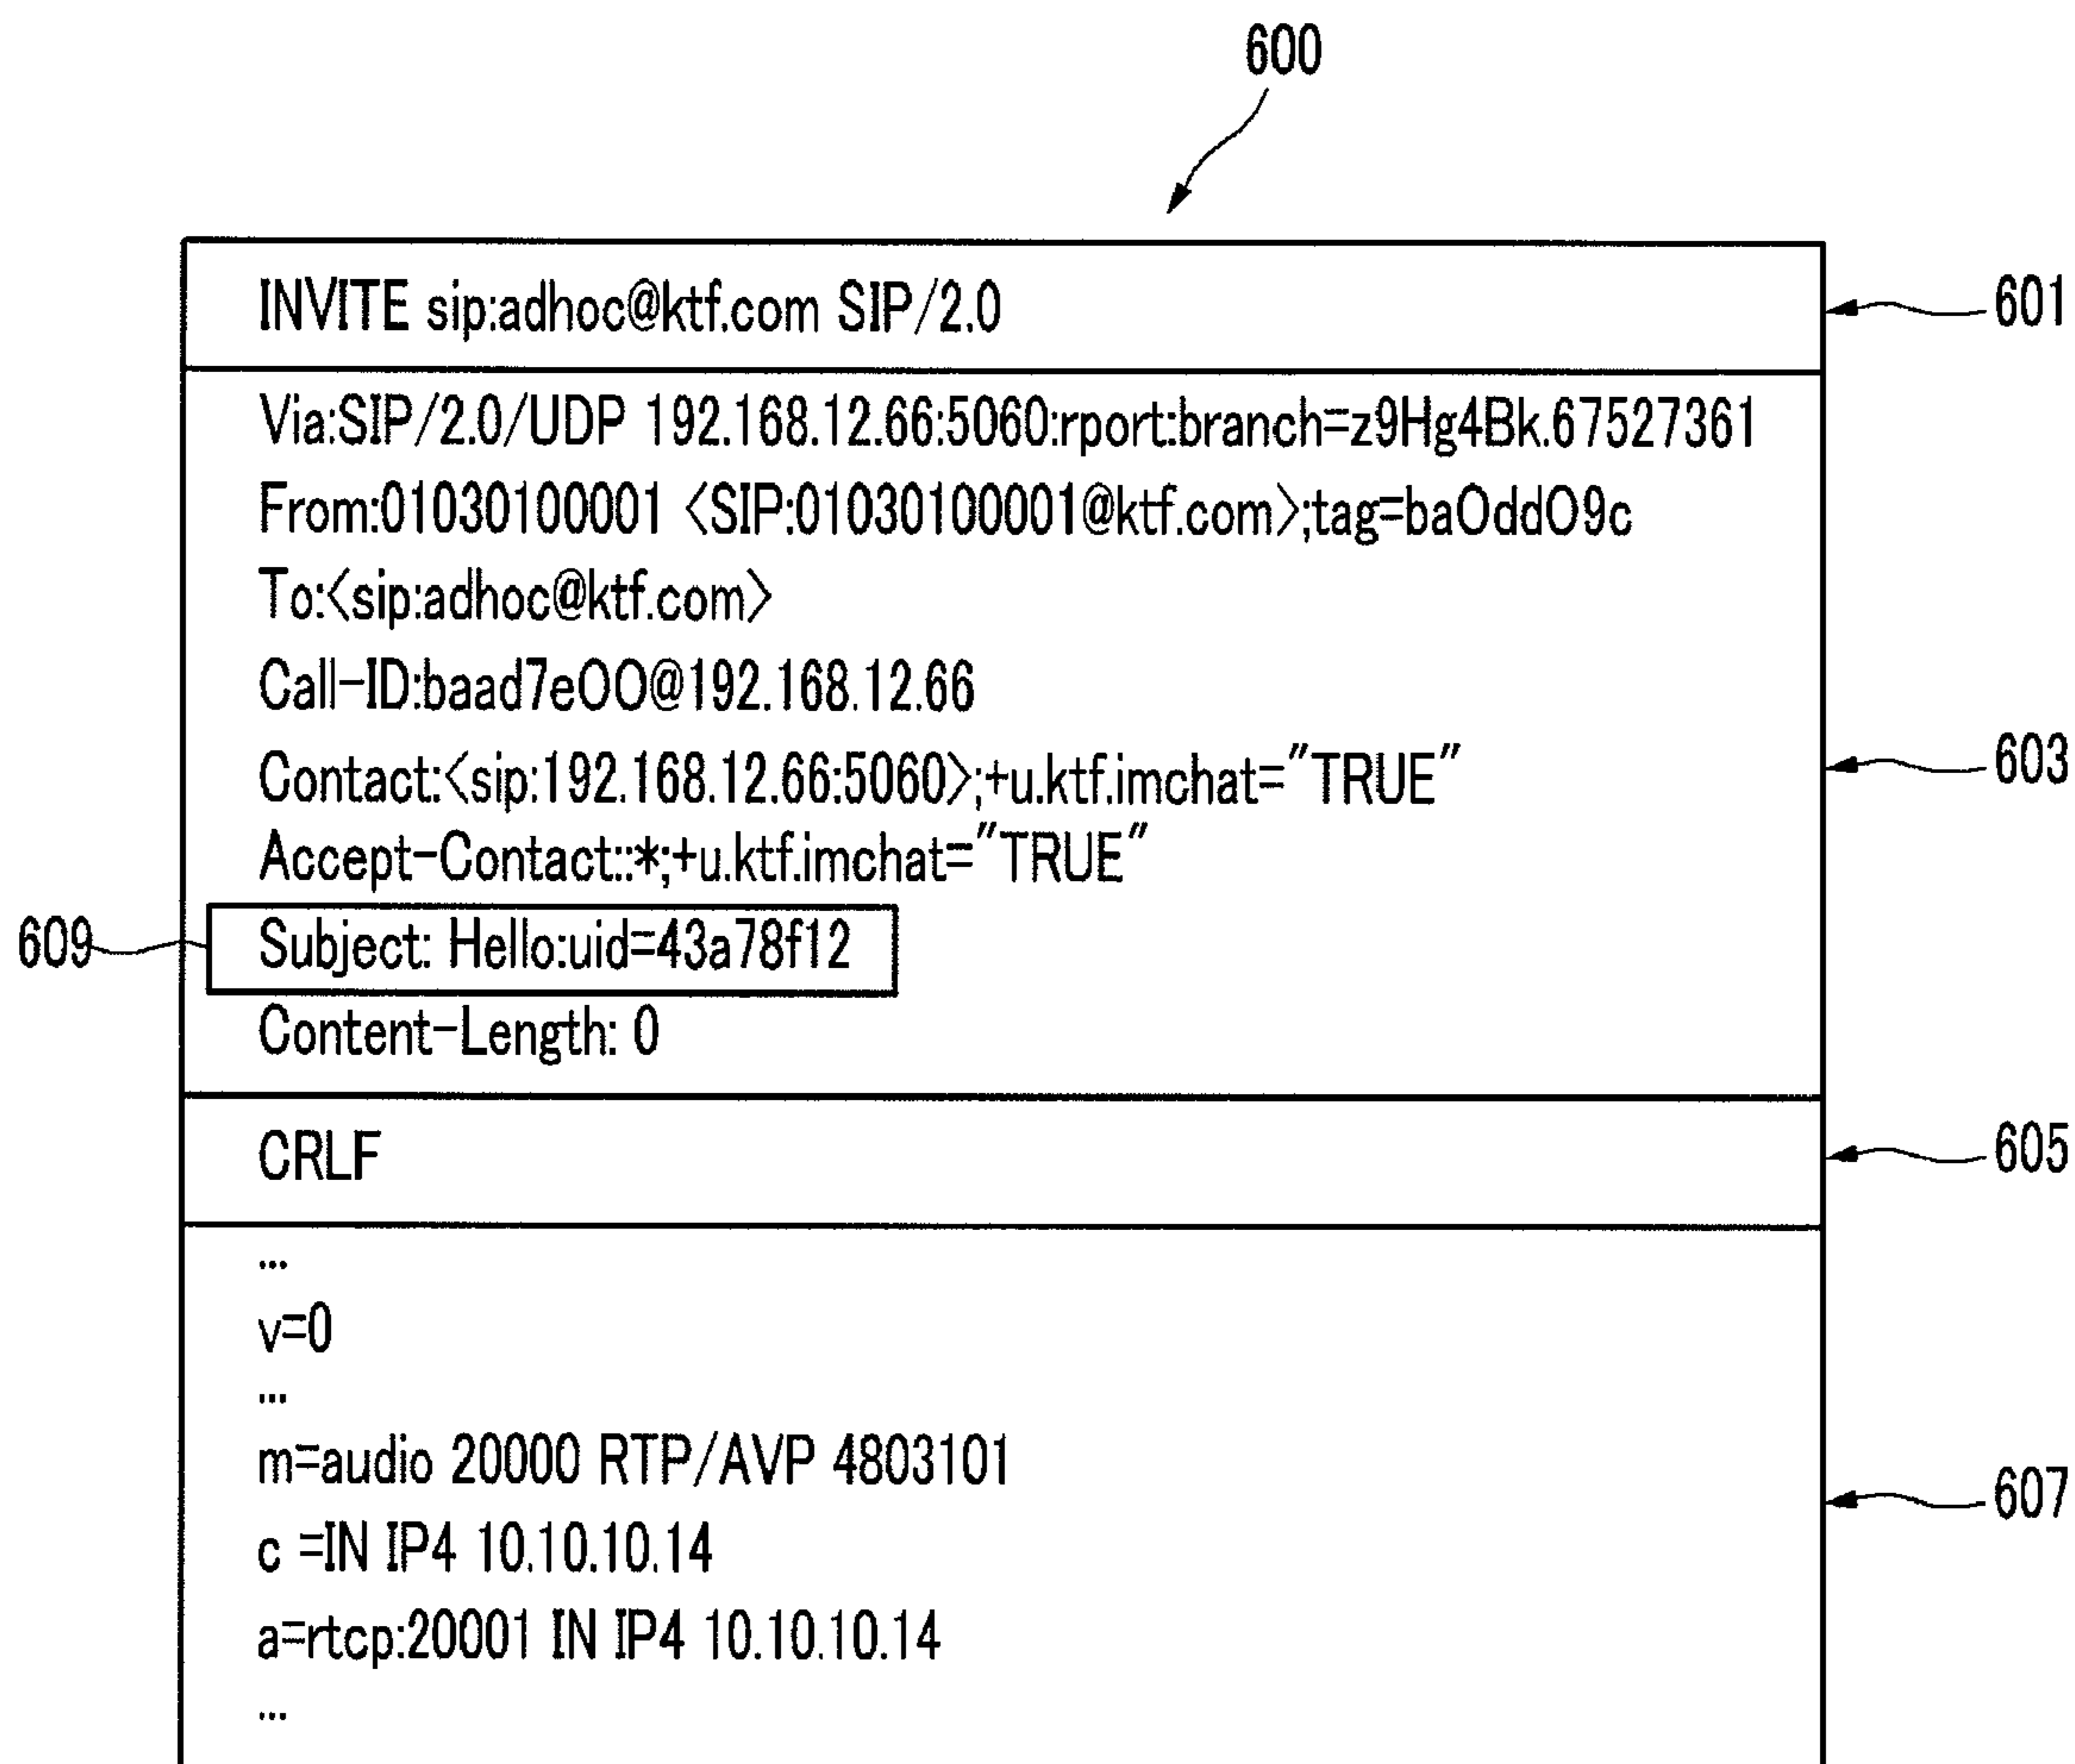 600
INVITE sip:adhoc@ktf.com SIP/2.0
601
Via:SIP/2.0/UDP 192.168.12.66:5060:rport:branch=z9Hg4Bk.67527361
From:01030100001 <SIP:01030100001@ktf.com>;tag=baOddO9c
To:<sip:adhoc@ktf.com>
Call-ID:baad7eOO@192.168.12.66
Contact:<sip:192.168.12.66:5060>;+u.ktf.imchat="TRUE"
603
Accept-Contact::*;+u.ktf.imchat="TRUE"
609
Subject: Hello:uid=43a78f12
Content-Length: 0
CRLF
605
...
v=0
...
m=audio 20000 RTP/AVP 4803101
607
c =IN IP4 10.10.10.14
a=rtcp:20001 IN IP4 10.10.10.14
...